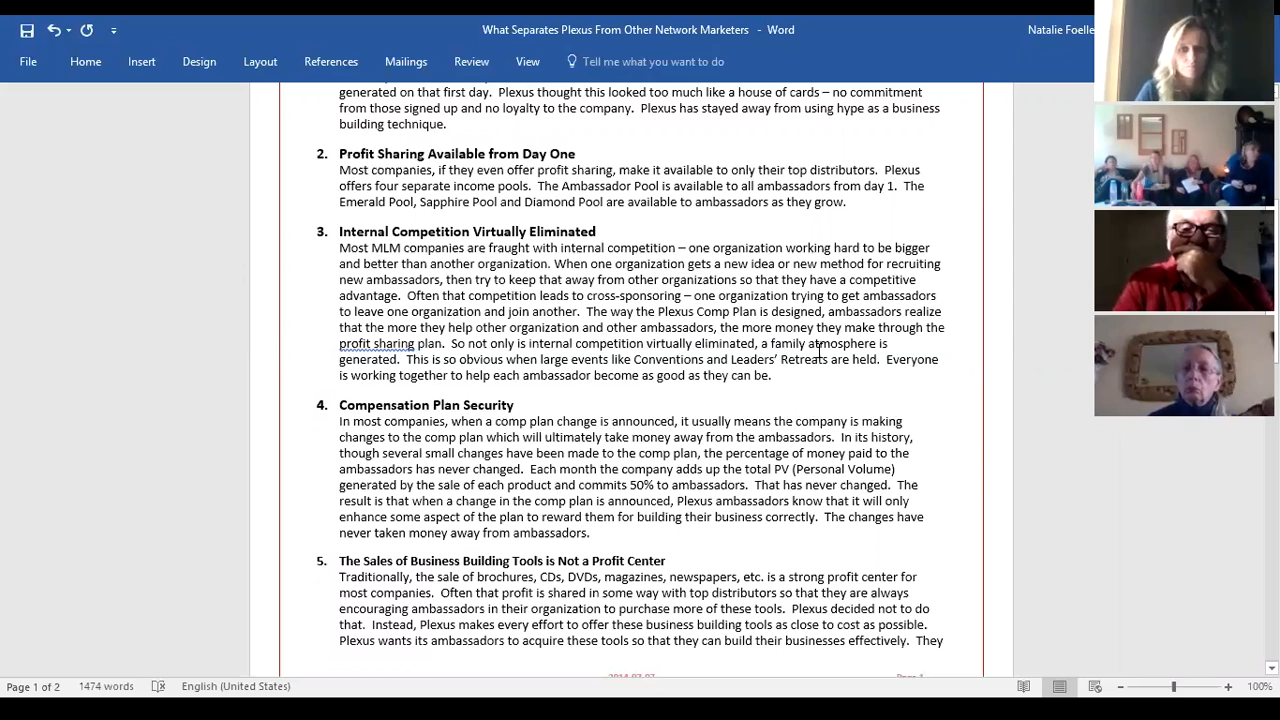 What Separates Plexus From Other Network Marketers - Word
Natalie Foelle
File Home Insert Design Layout References Mailings Review View Tell me what you want to do
generated on that first day. Plexus thought this looked too much like a house of cards – no commitment
from those signed up and no loyalty to the company. Plexus has stayed away from using hype as a business
building technique.
2. Profit Sharing Available from Day One
Most companies, if they even offer profit sharing, make it available to only their top distributors. Plexus
offers four separate income pools. The Ambassador Pool is available to all ambassadors from day 1. The
Emerald Pool, Sapphire Pool and Diamond Pool are available to ambassadors as they grow.
3. Internal Competition Virtually Eliminated
Most MLM companies are fraught with internal competition – one organization working hard to be bigger
and better than another organization. When one organization gets a new idea or new method for recruiting
new ambassadors, then try to keep that away from other organizations so that they have a competitive
advantage. Often that competition leads to cross-sponsoring – one organization trying to get ambassadors
to leave one organization and join another. The way the Plexus Comp Plan is designed, ambassadors realize
that the more they help other organization and other ambassadors, the more money they make through the
profit sharing plan. So not only is internal competition virtually eliminated, a family atmosphere is
generated. This is so obvious when large events like Conventions and Leaders' Retreats are held. Everyone
is working together to help each ambassador become as good as they can be.
4. Compensation Plan Security
In most companies, when a comp plan change is announced, it usually means the company is making
changes to the comp plan which will ultimately take money away from the ambassadors. In its history,
though several small changes have been made to the comp plan, the percentage of money paid to the
ambassadors has never changed. Each month the company adds up the total PV (Personal Volume)
generated by the sale of each product and commits 50% to ambassadors. That has never changed. The
result is that when a change in the comp plan is announced, Plexus ambassadors know that it will only
enhance some aspect of the plan to reward them for building their business correctly. The changes have
never taken money away from ambassadors.
5. The Sales of Business Building Tools is Not a Profit Center
Traditionally, the sale of brochures, CDs, DVDs, magazines, newspapers, etc. is a strong profit center for
most companies. Often that profit is shared in some way with top distributors so that they are always
encouraging ambassadors in their organization to purchase more of these tools. Plexus decided not to do
that. Instead, Plexus makes every effort to offer these business building tools as close to cost as possible.
Plexus wants its ambassadors to acquire these tools so that they can build their businesses effectively. They
Page 1 of 2 1474 words English (United States) 100%